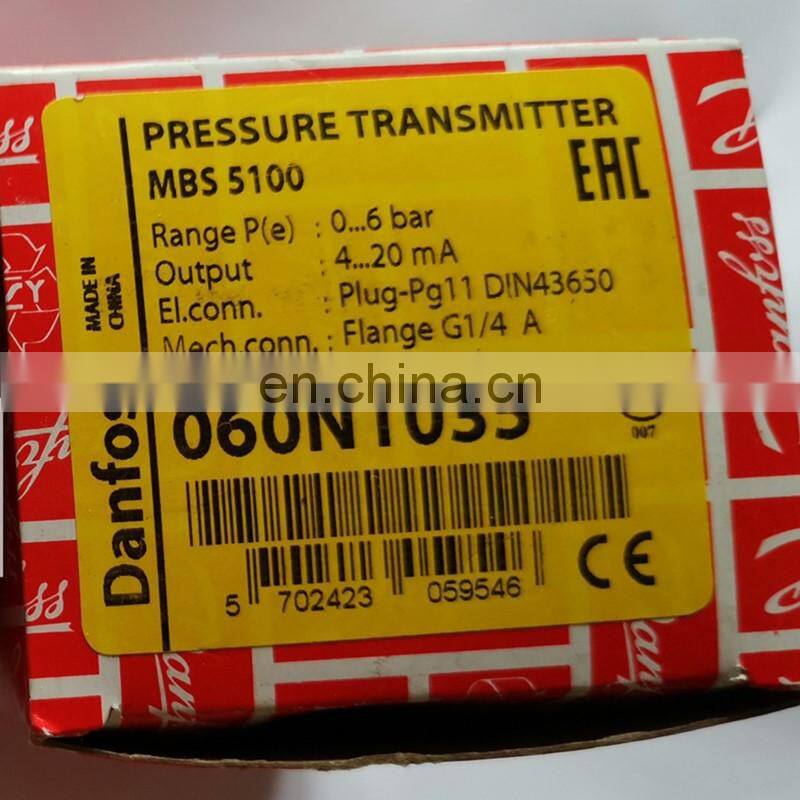 PRESSURE TRANSMITTER
MBS 5100
EAC
Range P(e) : 0...6 bar
Output : 4...20 mA
El.conn. : Plug-Pg11 DIN43650
Mech.conn. : Flange G1/4 A
MADE IN
CHINA
Danfoss
en.china.cn
007
CE
5 702423 059546